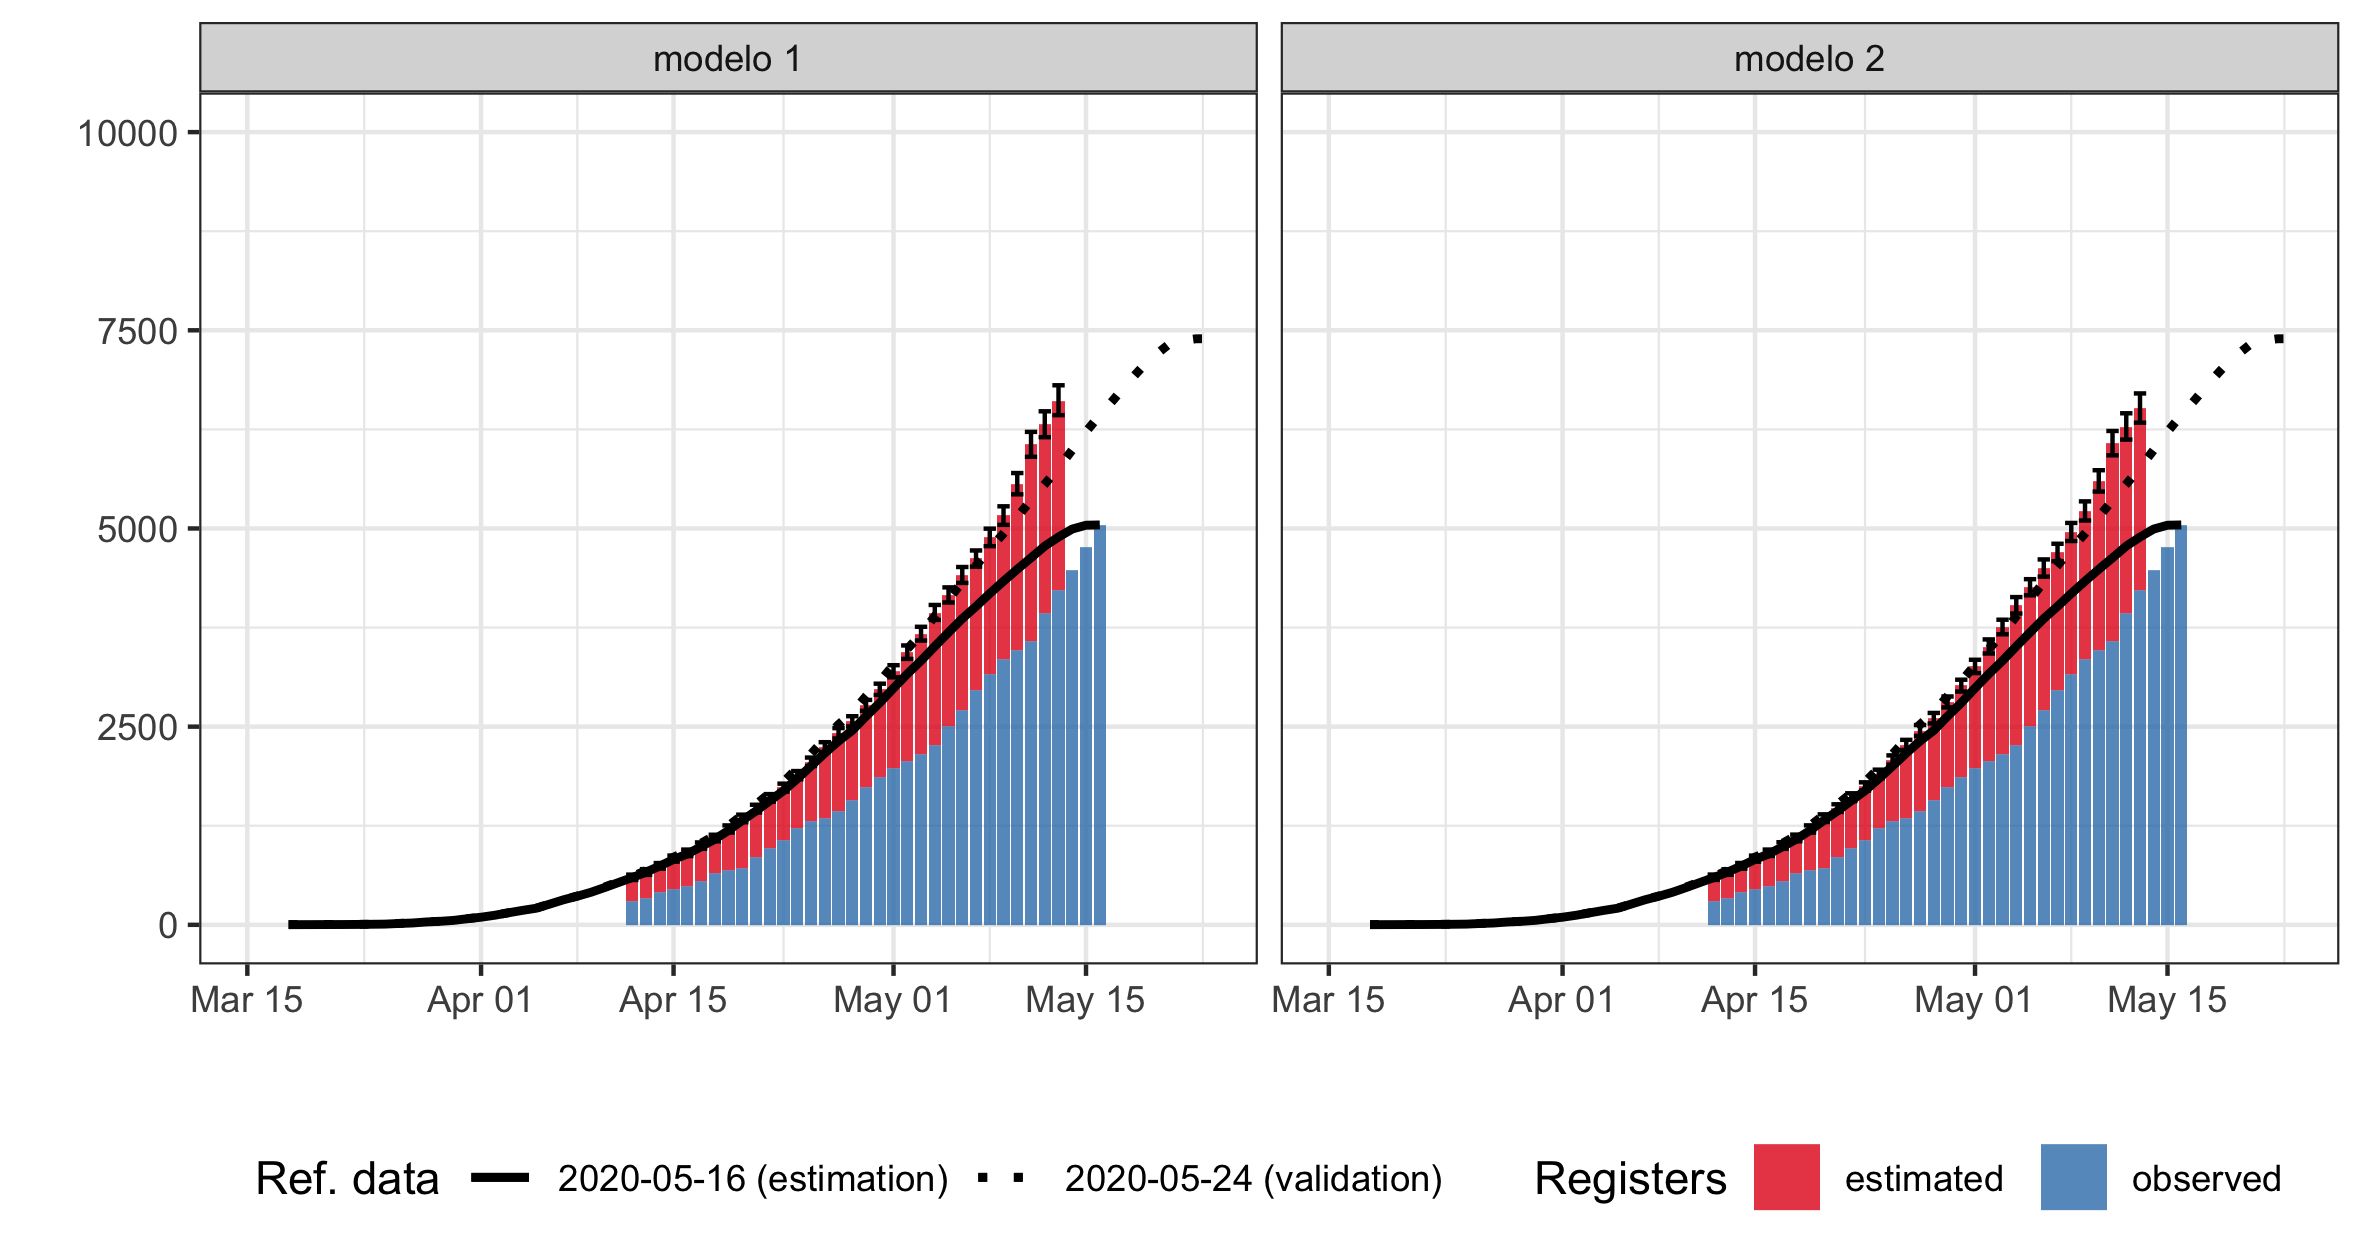 modelo 1
modelo 2
10000
7500
5000
2500
0
Mar 15
Apr 01
Apr 15
May 01
May 15
Mar 15
Apr 01
Apr 15
May 01
May 15
Ref. data
2020-05-16 (estimation)
2020-05-24 (validation)
Registers
estimated
observed